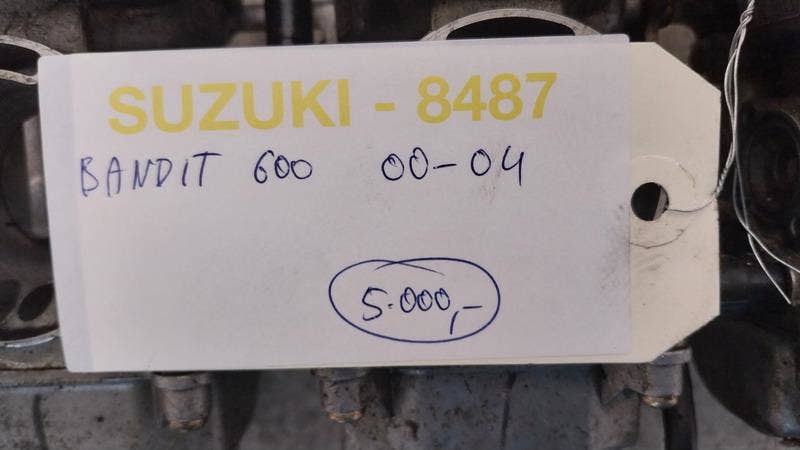 SUZUKI - 8487
BANDIT 600 00-04
5.000,-